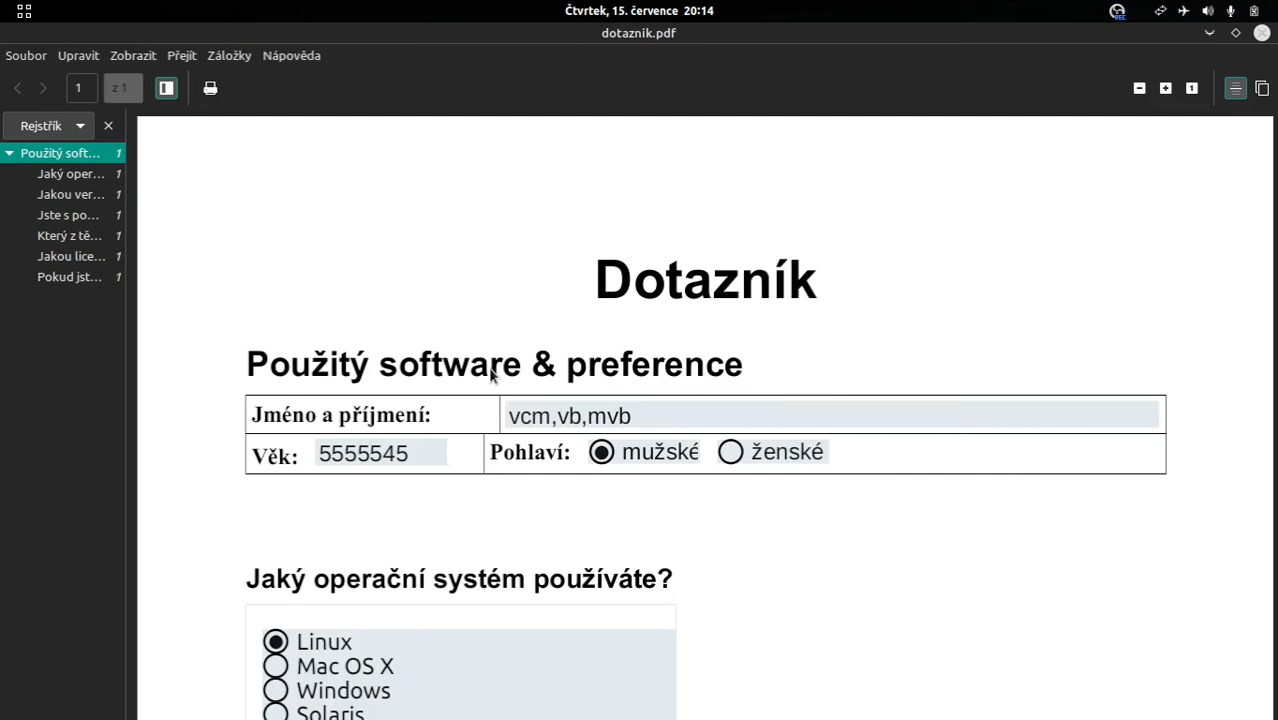 Čtvrtek, 15. července 20:14
REC
dotaznik.pdf
Soubor Upravit Zobrazit Přejít Záložky Nápověda
1 z 1
Rejstřík
Použitý soft... 1
Jaký oper... 1
Jakou ver... 1
Jste s po... 1
Který z tě... 1
Jakou lice... 1
Pokud jst... 1
Dotazník
Použitý software & preference
Jméno a příjmení: vcm,vb,mvb
Věk: 5555545 Pohlaví: mužské ženské
Jaký operační systém používáte?
Linux
Mac OS X
Windows
Solaris